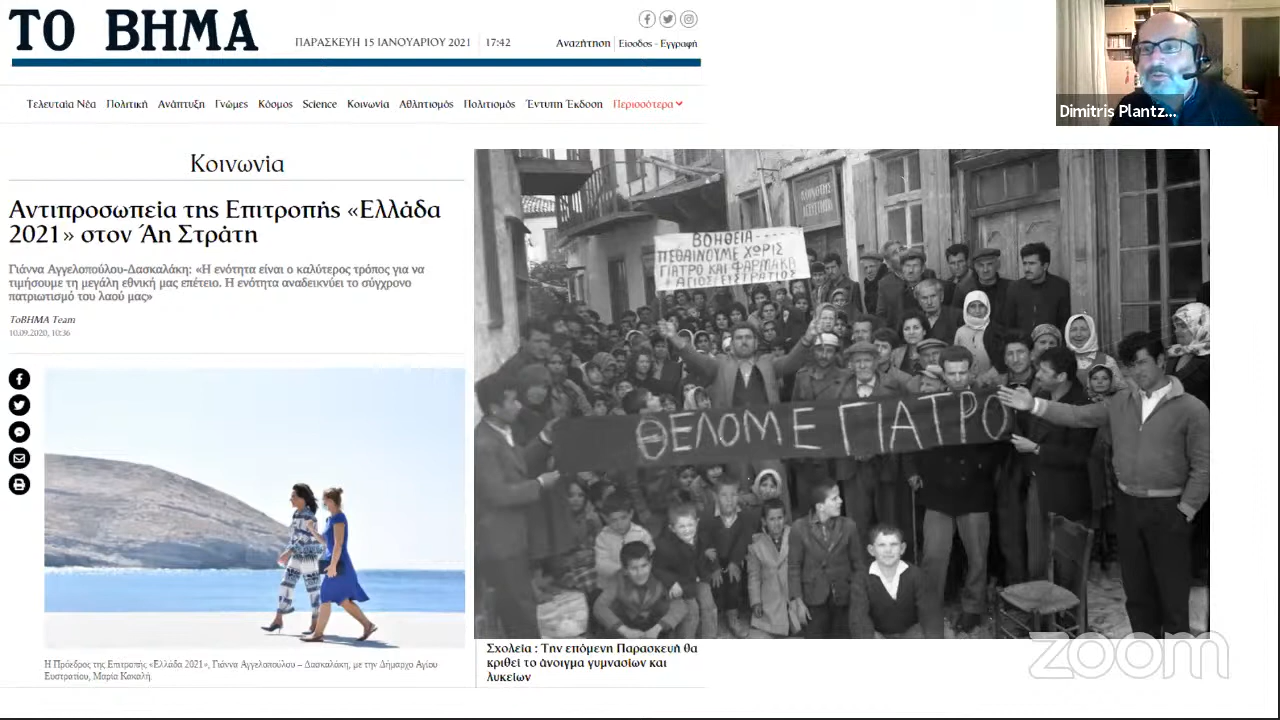 ΤΟ ΒΗΜΑ
ΠΑΡΑΣΚΕΥΗ 15 ΙΑΝΟΥΑΡΙΟΥ 2021 | 17:42
Αναζήτηση | Είσοδος - Εγγραφή
Τελευταία Νέα Πολιτική Ανάπτυξη Γνώμες Κόσμος Science Κοινωνία Αθλητισμός Πολιτισμός Έντυπη Έκδοση Περισσότερα
Κοινωνία
Αντιπροσωπεία της Επιτροπής «Ελλάδα
2021» στον Άη Στράτη
Γιάννα Αγγελοπούλου-Δασκαλάκη: «Η ενότητα είναι ο καλύτερος τρόπος για να
τιμήσουμε τη μεγάλη εθνική μας επέτειο. Η ενότητα αναδεικνύει το σύγχρονο
πατριωτισμό του λαού μας»
ToBHMA Team
10.09.2020, 10:36
Η Πρόεδρος της Επιτροπής «Ελλάδα 2021», Γιάννα Αγγελοπούλου – Δασκαλάκη, με την Δήμαρχο Αγίου
Ευστρατίου, Μαρία Κακαλή.
ΒΟΗΘΕΙΑ------
ΠΕΘΑΙΝΟΥΜΕ ΧΩΡΙΣ
ΓΙΑΤΡΟ ΚΑΙ ΦΑΡΜΑΚΑ
ΑΓΙΟΣ ΕΥΣΤΡΑΤΙΟΣ
ΘΕΛΟΜΕ ΓΙΑΤΡΟ
Σχολεία : Την επόμενη Παρασκευή θα
κριθεί το άνοιγμα γυμνασίων και
λυκείων
Dimitris Plantz...
zoom